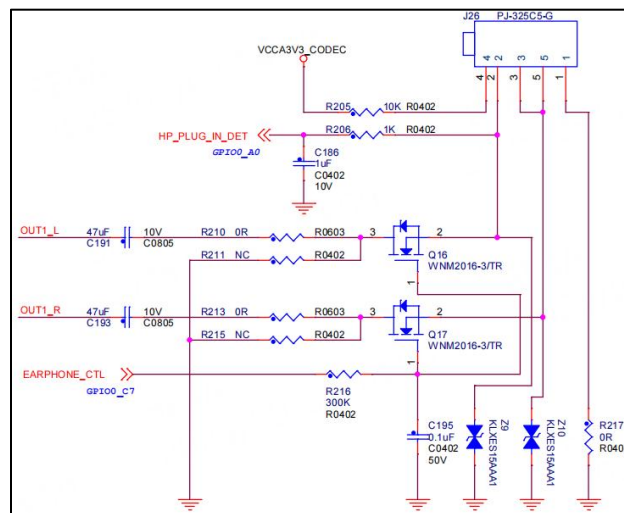 J26 PJ-325C5-G
VCCA3V3_CODEC
4 2 3 5 1
4 2 3 5 1
R205 10K R0402
HP_PLUG_IN_DET R206 1K R0402
GPIO0_A0
C186
1uF
C0402
10V
OUT1_L 47uF 10V R210 0R R0603 3 2
C191 C0805 Q16
R211 NC R0402 WNM2016-3/TR
1
OUT1_R 47uF 10V R213 0R R0603 3 2
C193 C0805 Q17
R215 NC R0402 WNM2016-3/TR
1
EARPHONE_CTL
GPIO0_C7
R216
300K
R0402
C195
0.1uF
C0402
50V
Z9
KLXES15AAA1
Z10
KLXES15AAA1
R217
0R
R040